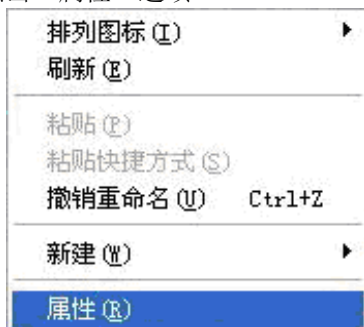 排列图标(I)
刷新(E)
粘贴(P)
粘贴快捷方式(S)
撤销重命名(U) Ctrl+Z
新建(W)
属性(R)